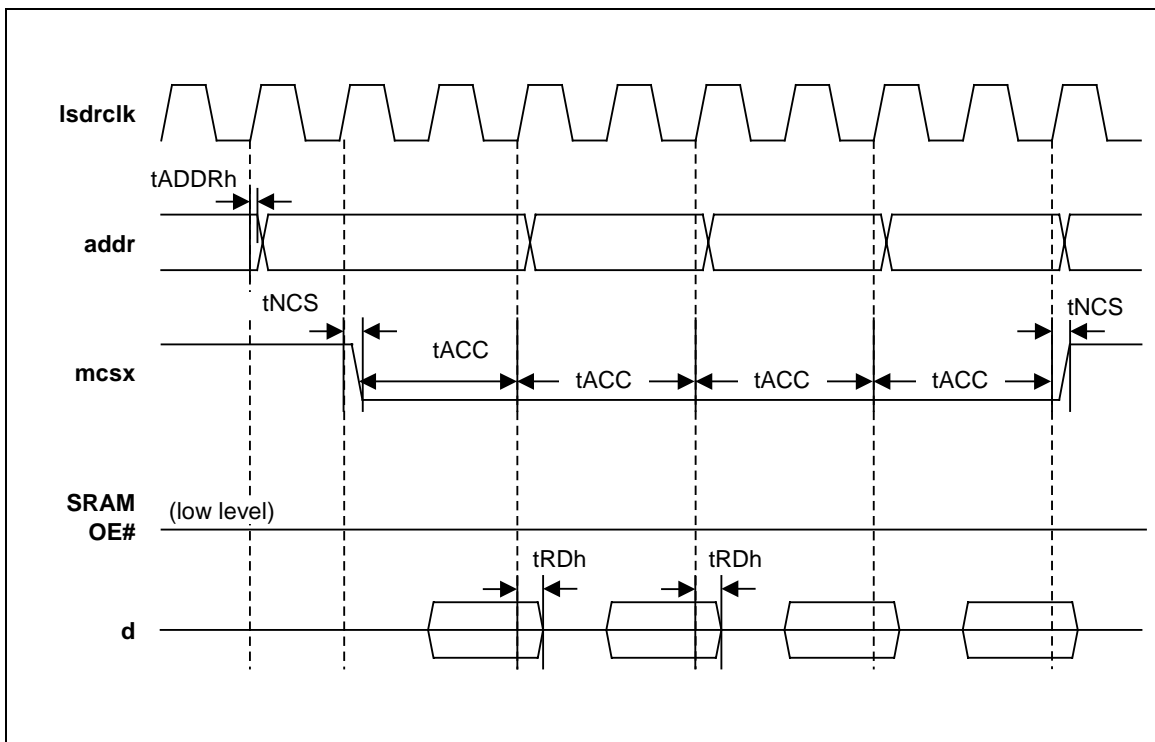 lsdrclk
tADDRh
addr
tNCS
tNCS
tACC
mcsx
tACC
tACC
tACC
SRAM
(low level)
OE#
tRDh
tRDh
d